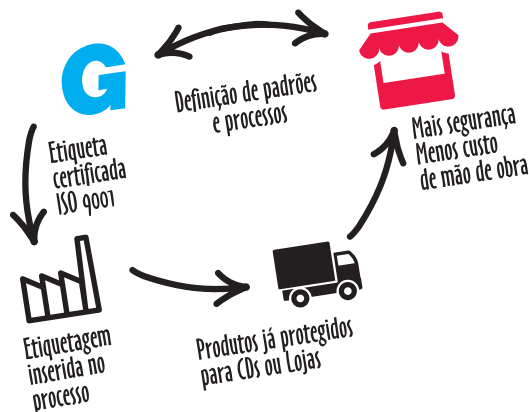 G
Definição de padrões
e processos
Mais segurança
Menos custo
de mão de obra
Etiqueta
certificada
ISO 9001
Etiquetagem
inserida no
processo
Produtos já protegidos
para CDs ou Lojas